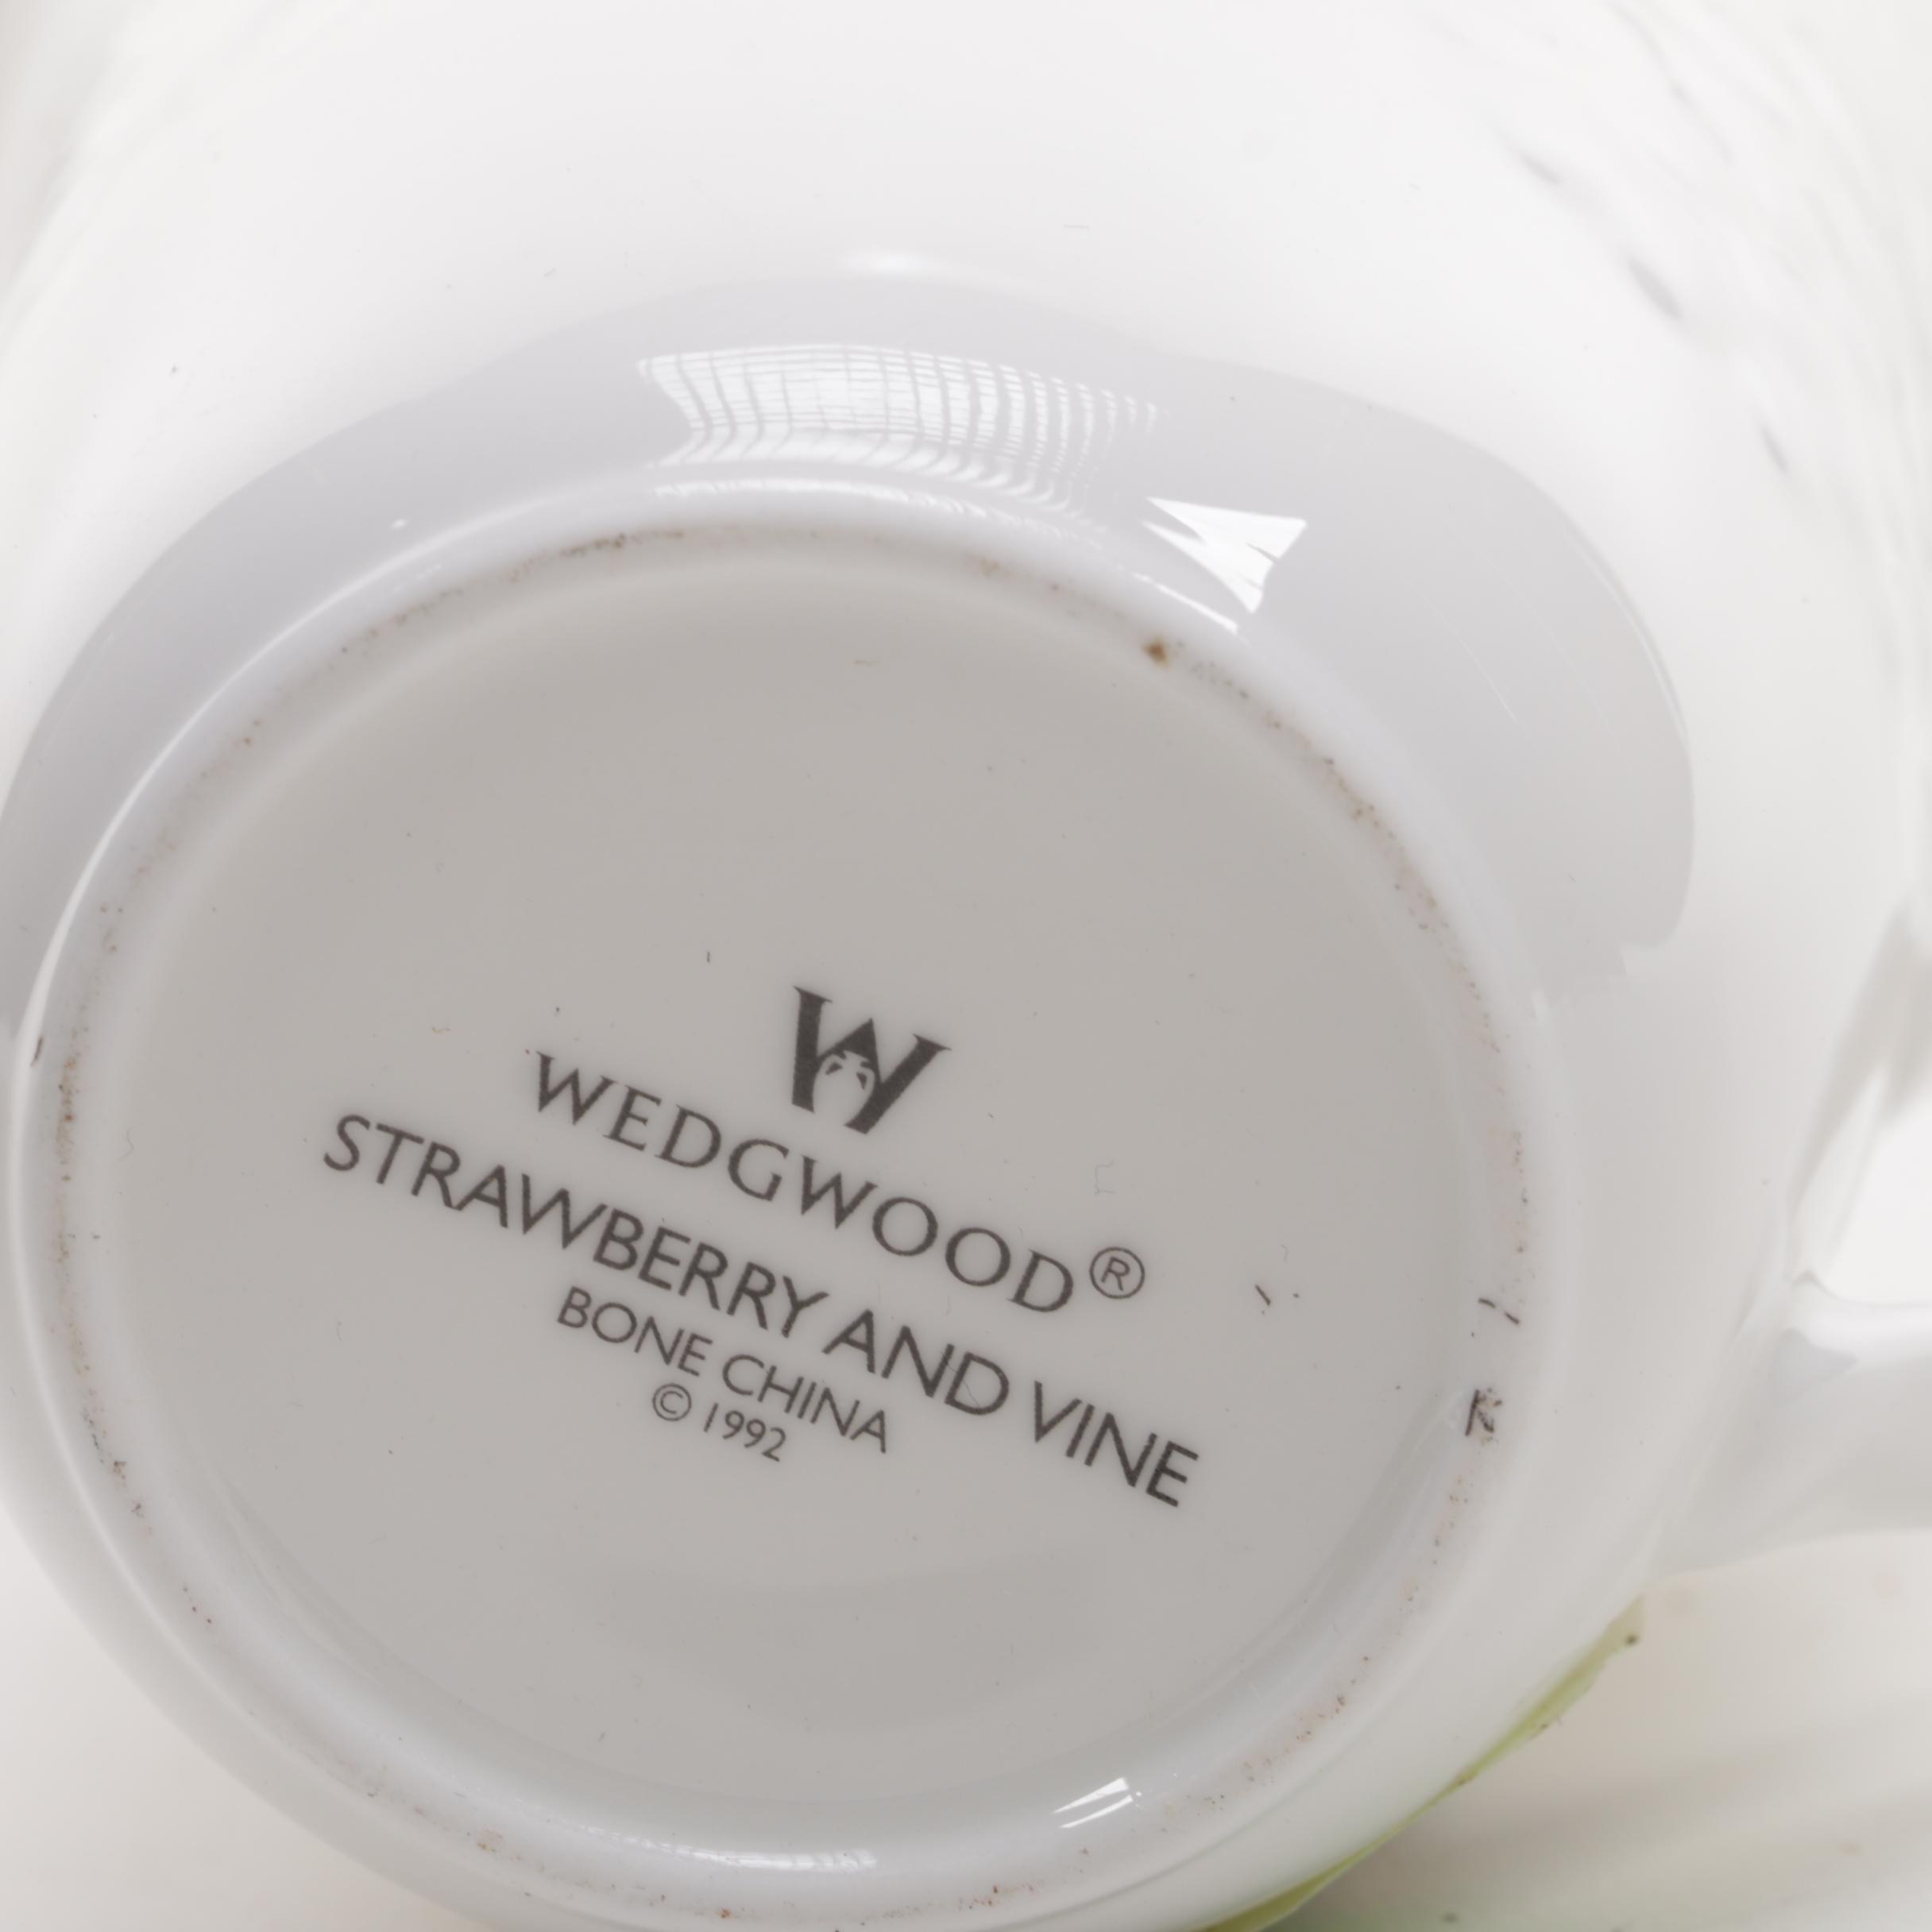 W
WEDGWOOD®
STRAWBERRY AND VINE
BONE CHINA
© 1992